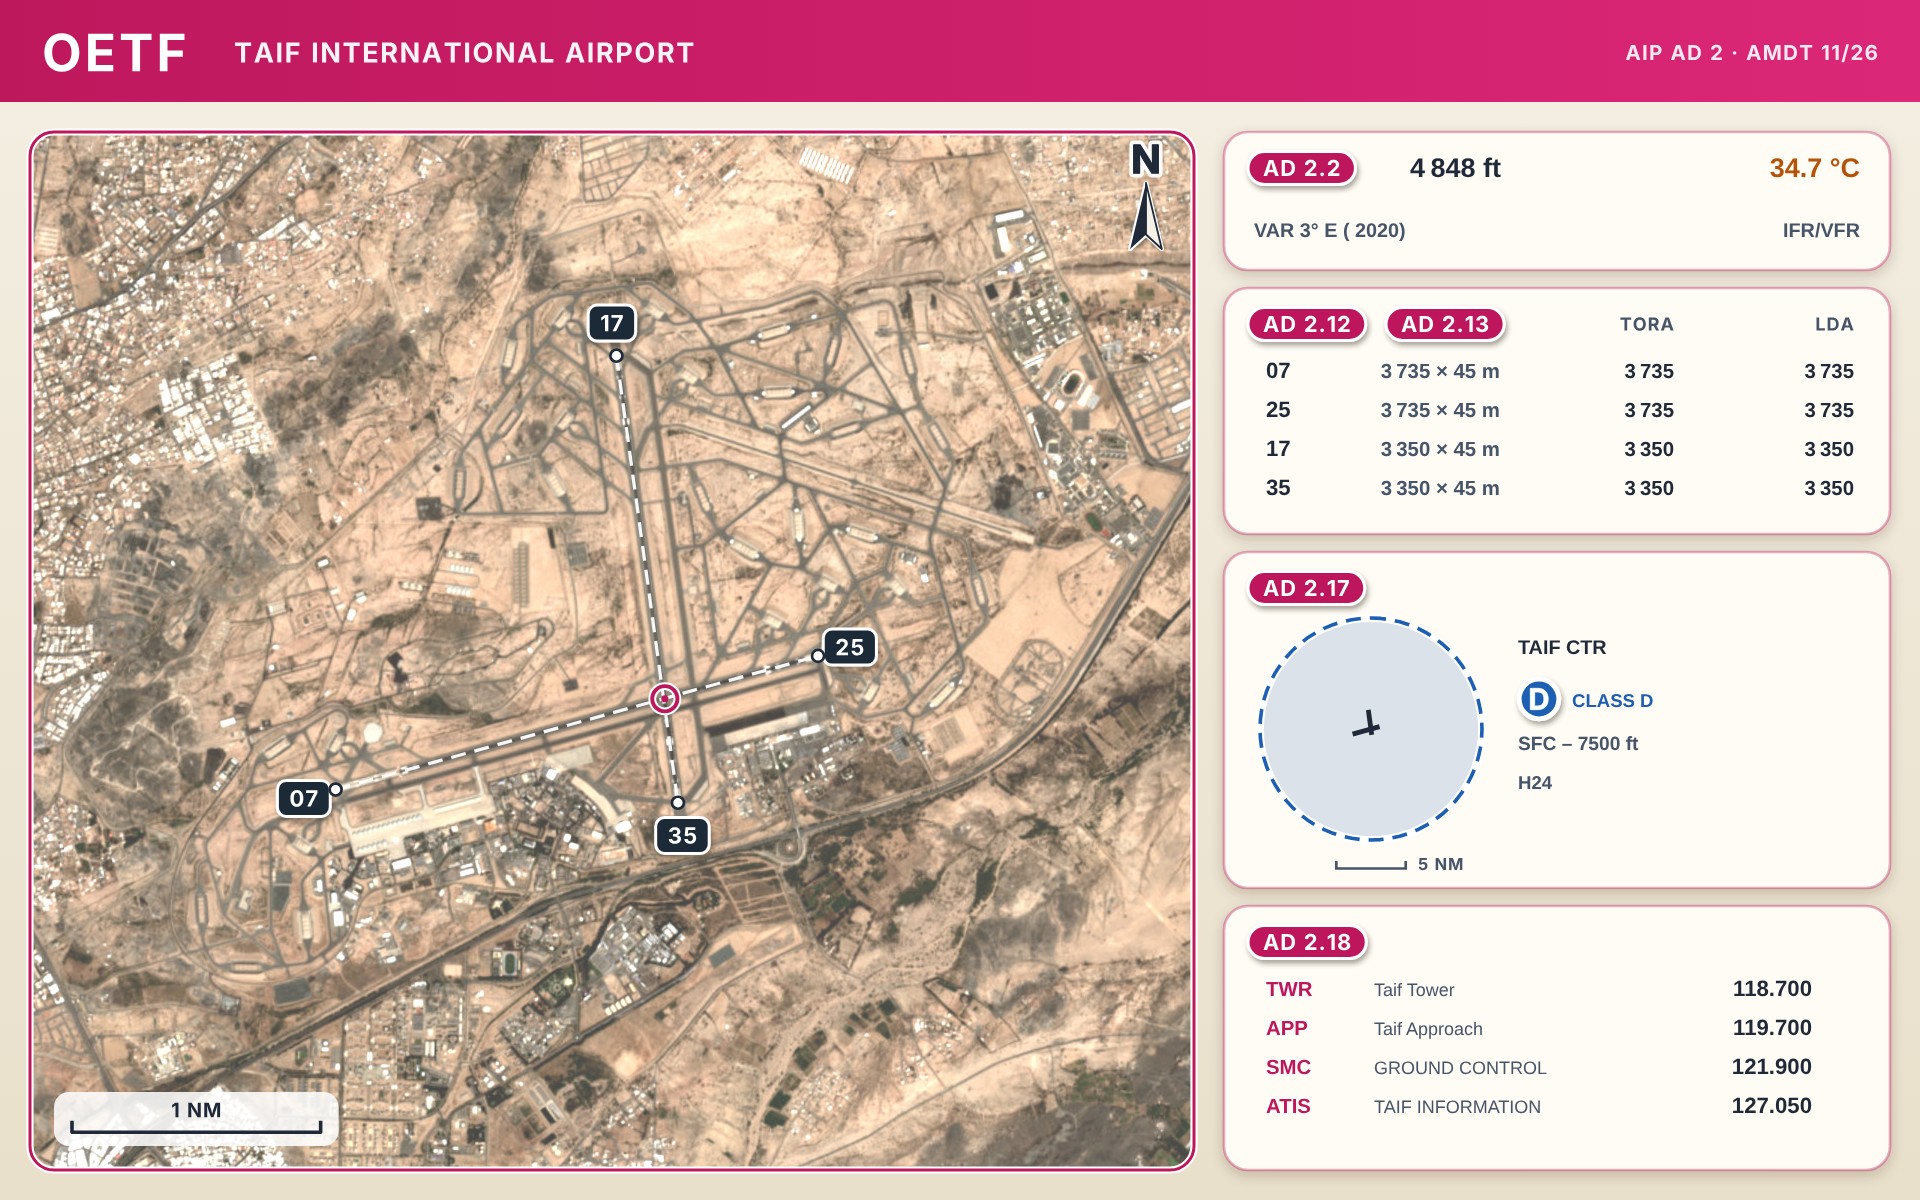 OETF TAIF INTERNATIONAL AIRPORT AIP AD 2 · AMDT 11/26
N
17
25
07
35
1 NM
AD 2.2 4 848 ft 34.7 °C
VAR 3° E ( 2020) IFR/VFR
AD 2.12 AD 2.13 TORA LDA
07 3 735 × 45 m 3 735 3 735
25 3 735 × 45 m 3 735 3 735
17 3 350 × 45 m 3 350 3 350
35 3 350 × 45 m 3 350 3 350
AD 2.17
TAIF CTR
D CLASS D
SFC – 7500 ft
H24
5 NM
AD 2.18
TWR Taif Tower 118.700
APP Taif Approach 119.700
SMC GROUND CONTROL 121.900
ATIS TAIF INFORMATION 127.050